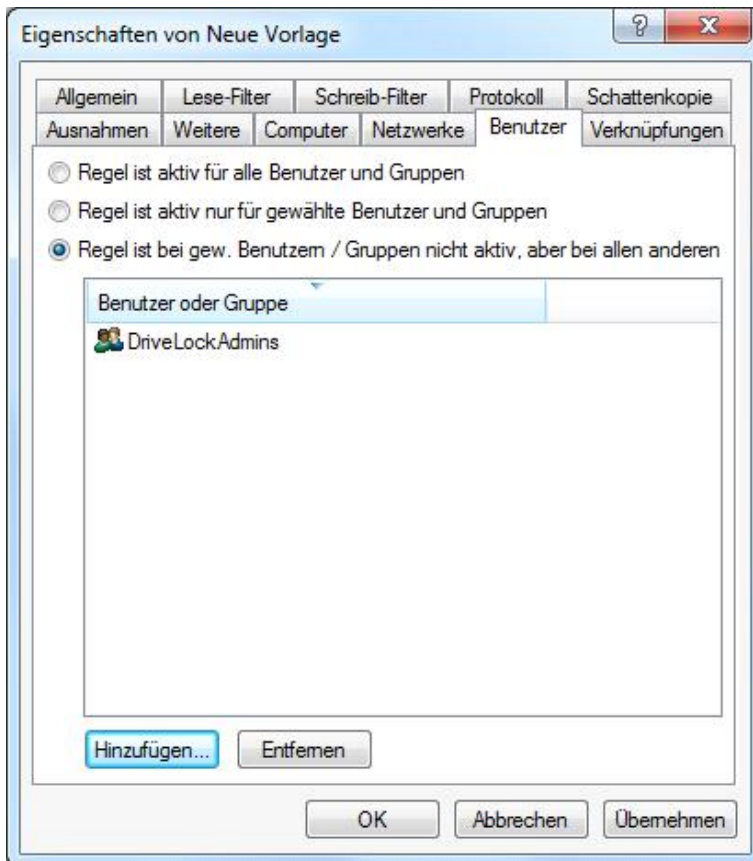 Eigenschaften von Neue Vorlage
Allgemein Lese-Filter Schreib-Filter Protokoll Schattenkopie
Ausnahmen Weitere Computer Netzwerke Benutzer Verknüpfungen
Regel ist aktiv für alle Benutzer und Gruppen
Regel ist aktiv nur für gewählte Benutzer und Gruppen
Regel ist bei gew. Benutzern / Gruppen nicht aktiv, aber bei allen anderen
Benutzer oder Gruppe
DriveLockAdmins
Hinzufügen... Entfernen
OK Abbrechen Übernehmen